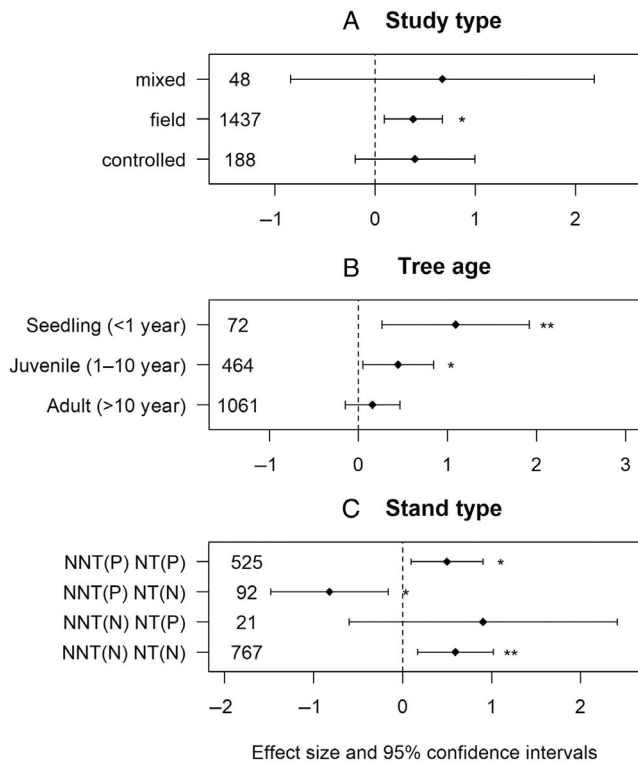 A Study type
mixed 48
field 1437 *
controlled 188
−1 0 1 2
B Tree age
Seedling (<1 year) 72 **
Juvenile (1–10 year) 464 *
Adult (>10 year) 1061
−1 0 1 2 3
C Stand type
NNT(P) NT(P) 525 *
NNT(P) NT(N) 92 *
NNT(N) NT(P) 21
NNT(N) NT(N) 767 **
−2 −1 0 1 2
Effect size and 95% confidence intervals